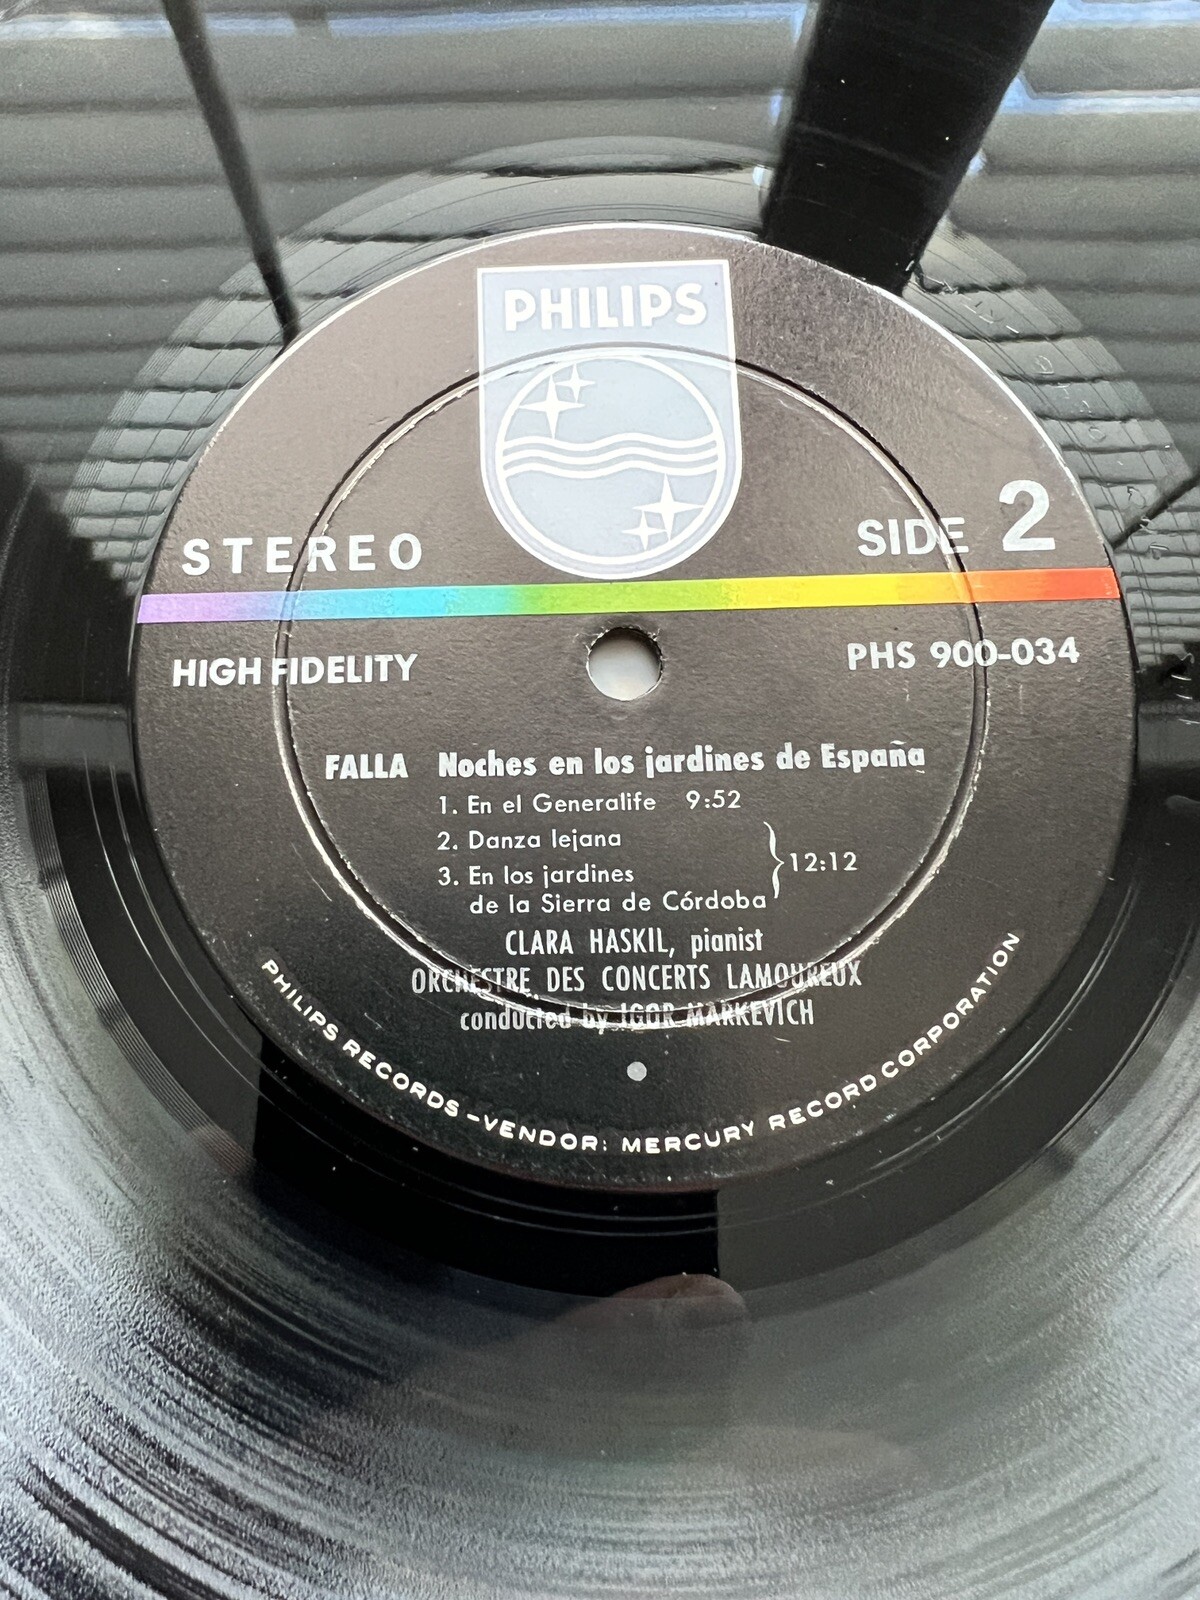 PHILIPS
STEREO
SIDE 2
HIGH FIDELITY
PHS 900-034
FALLA Noches en los jardines de España
1. En el Generalife 9:52
2. Danza lejana
3. En los jardines
de la Sierra de Córdoba
12:12
CLARA HASKIL, pianist
ORCHESTRE DES CONCERTS LAMOUREUX
conducted by IGOR MARKEVICH
PHILIPS RECORDS - VENDOR: MERCURY RECORD CORPORATION